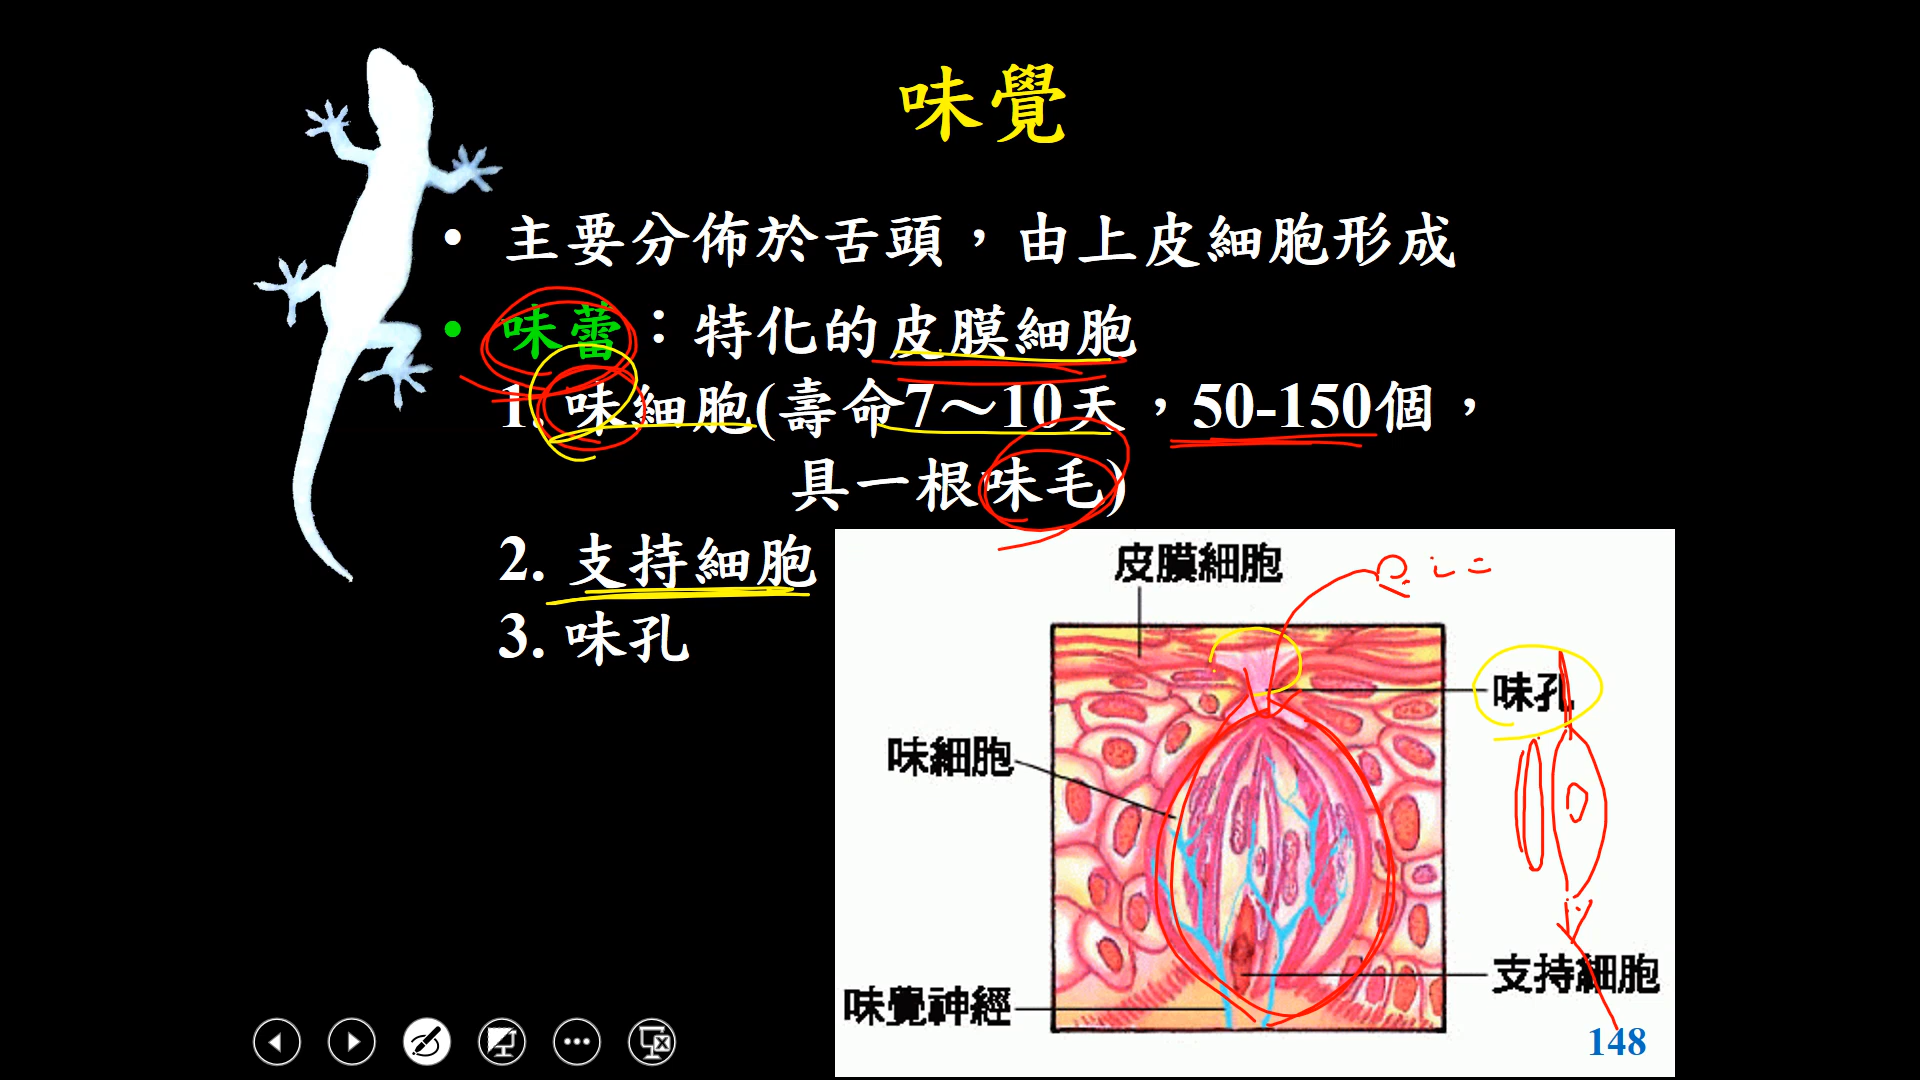 味覺
• 主要分佈於舌頭，由上皮細胞形成
• 味蕾：特化的皮膜細胞
1. 味細胞(壽命7～10天，50-150個，
具一根味毛)
2. 支持細胞
3. 味孔
皮膜細胞
味孔
味細胞
支持細胞
味覺神經
148